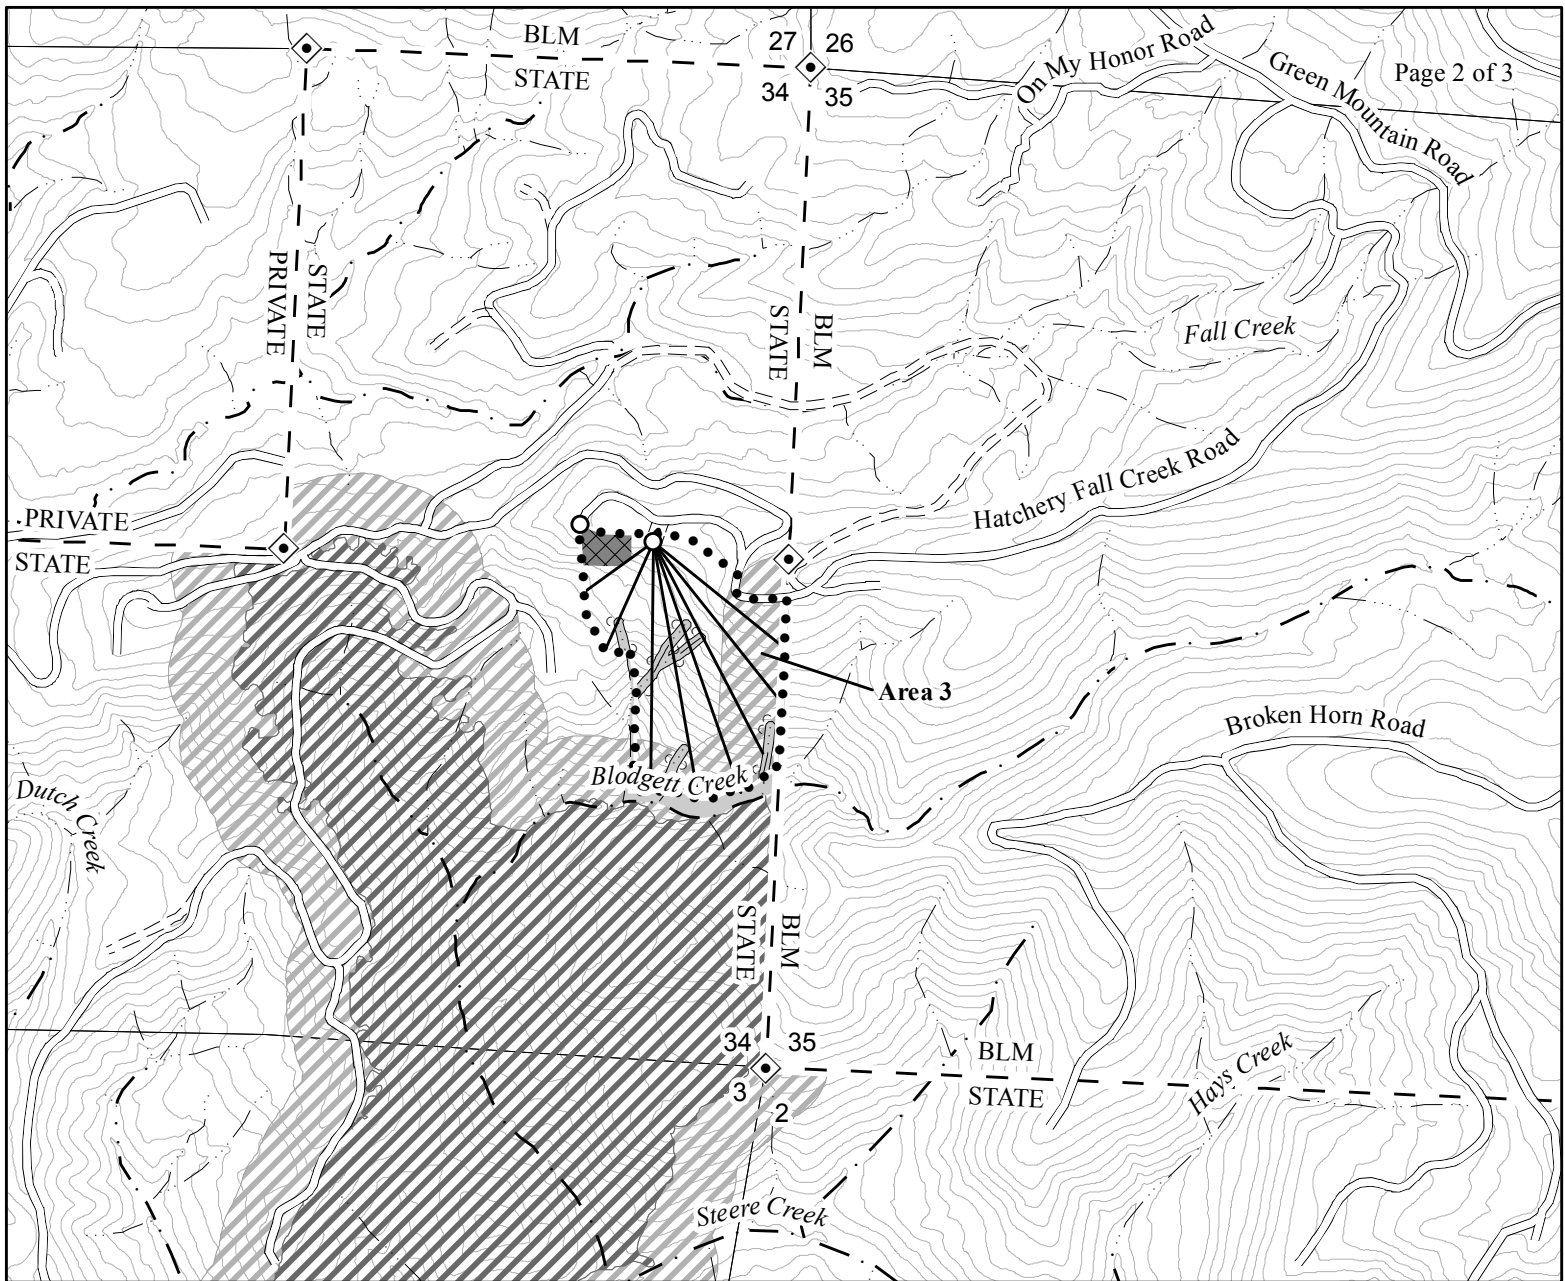 BLM
STATE
27 26
34 35
On My Honor Road
Green Mountain Road
Page 2 of 3
PRIVATE
STATE
STATE
BLM
Fall Creek
Hatchery Fall Creek Road
PRIVATE
STATE
Area 3
Broken Horn Road
Blodgett Creek
Dutch Creek
STATE
BLM
34 35
3 2
BLM
STATE
Hays Creek
Steere Creek